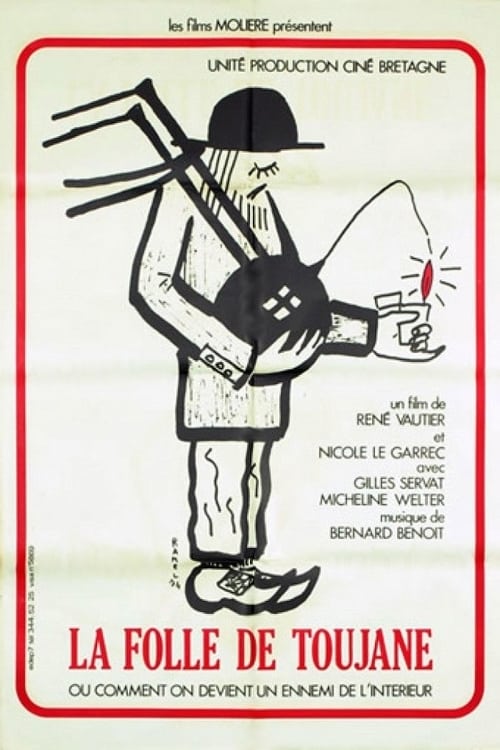 les films MOLIERE présentent
UNITÉ PRODUCTION CINÉ BRETAGNE
un film de
RENÉ VAUTIER
et
NICOLE LE GARREC
avec
GILLES SERVAT
MICHELINE WELTER
musique de
BERNARD BENOIT
LA FOLLE DE TOUJANE
OU COMMENT ON DEVIENT UN ENNEMI DE L'INTERIEUR